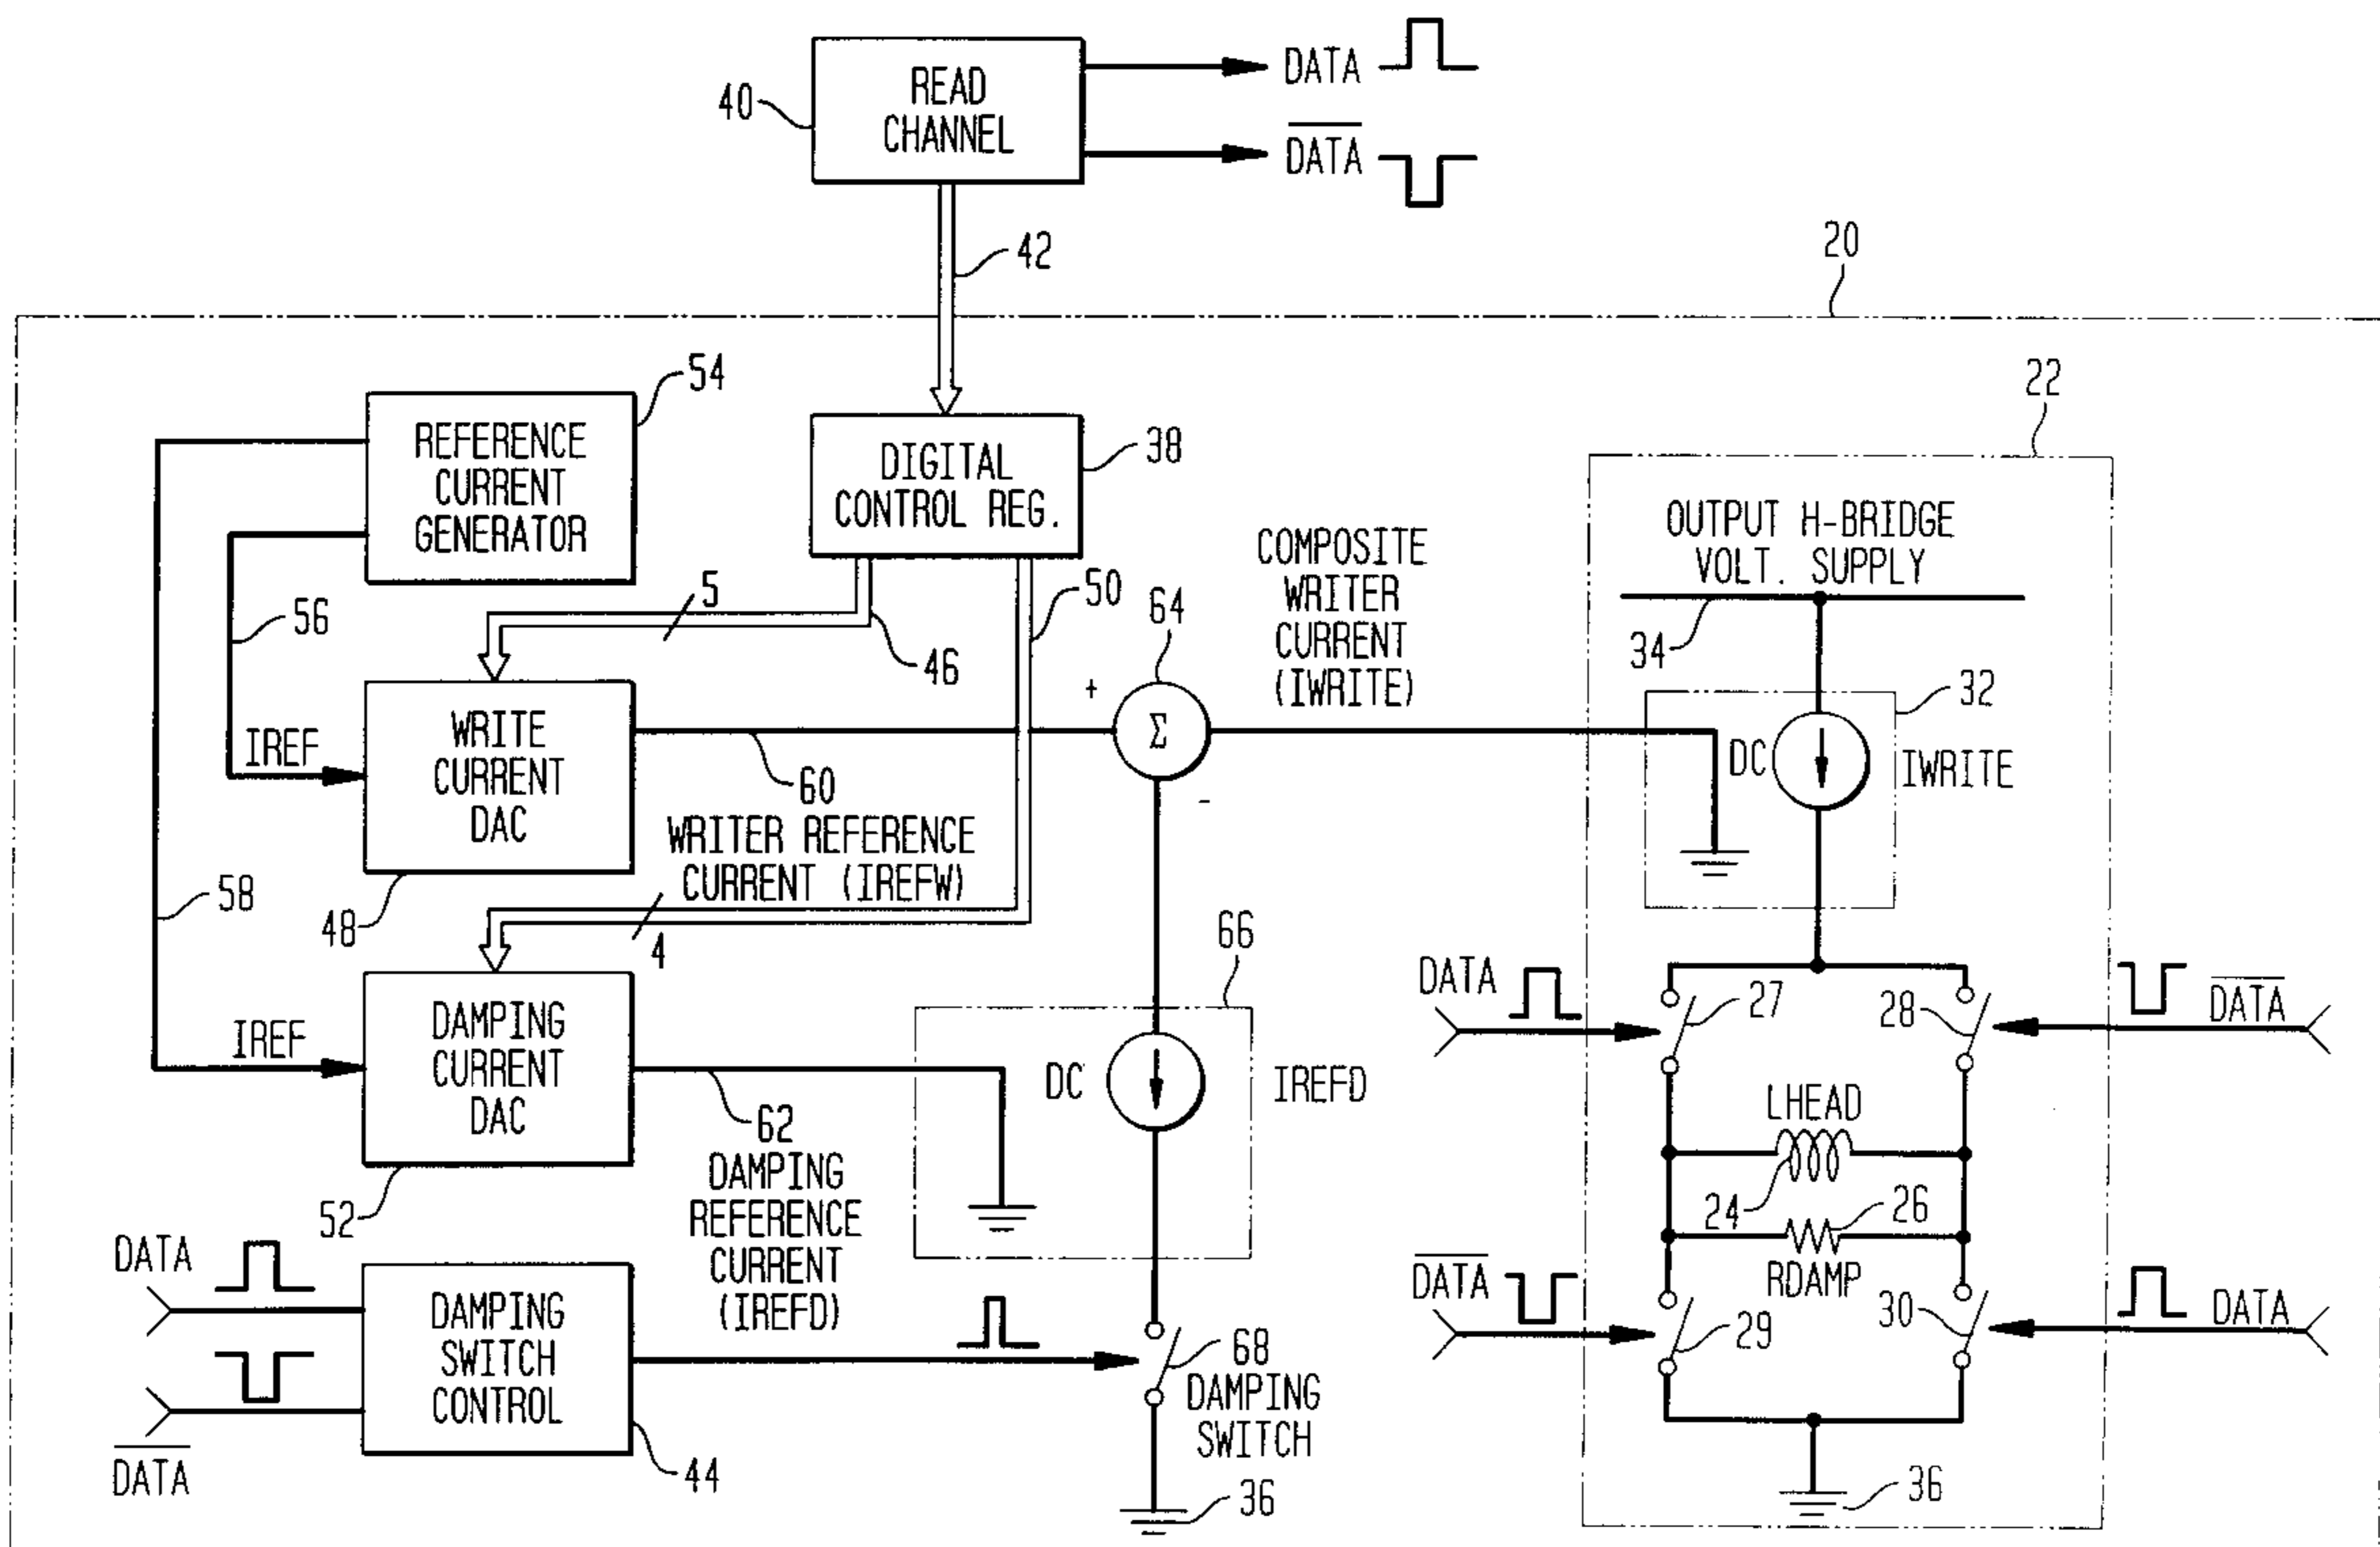 READ
CHANNEL
40
DATA
D̅A̅T̅A̅
42
20
22
54
REFERENCE
CURRENT
GENERATOR
DIGITAL
CONTROL REG.
38
56
5
46
50
64
COMPOSITE
WRITER
CURRENT
(IWRITE)
OUTPUT H-BRIDGE
VOLT. SUPPLY
34
32
IREF
WRITE
CURRENT
DAC
48
60
+
Σ
-
DC
IWRITE
WRITER REFERENCE
CURRENT (IREFW)
58
4
66
DATA
27
28
D̅A̅T̅A̅
IREF
DAMPING
CURRENT
DAC
52
62
DAMPING
REFERENCE
CURRENT
(IREFD)
DC
IREFD
LHEAD
24
26
RDAMP
DATA
D̅A̅T̅A̅
DAMPING
SWITCH
CONTROL
44
68
DAMPING
SWITCH
36
D̅A̅T̅A̅
29
30
DATA
36